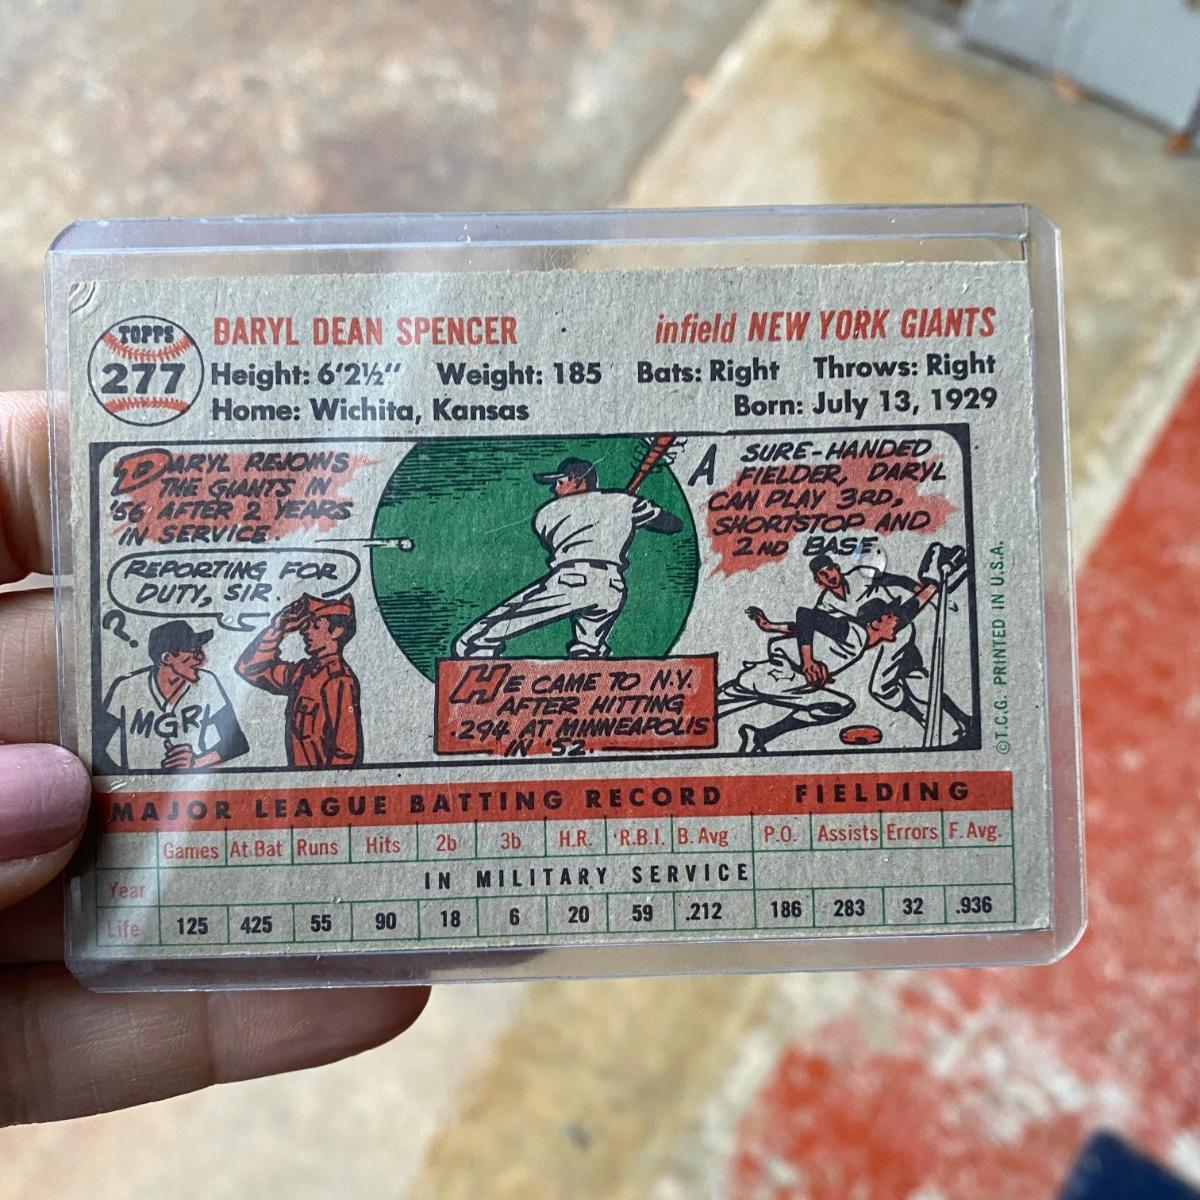 TOPPS
277
DARYL DEAN SPENCER infield NEW YORK GIANTS
Height: 6'2½" Weight: 185 Bats: Right Throws: Right
Home: Wichita, Kansas Born: July 13, 1929
DARYL REJOINS
THE GIANTS IN
'56 AFTER 2 YEARS
IN SERVICE.
REPORTING FOR
DUTY, SIR.
?
MGR.
HE CAME TO N.Y.
AFTER HITTING
.294 AT MINNEAPOLIS
IN '52.
A SURE-HANDED
FIELDER, DARYL
CAN PLAY 3RD,
SHORTSTOP AND
2ND BASE.
© T.C.G. PRINTED IN U.S.A.
MAJOR LEAGUE BATTING RECORD FIELDING
Games At Bat Runs Hits 2b 3b H.R. R.B.I. B. Avg P.O. Assists Errors F. Avg.
Year IN MILITARY SERVICE
Life 125 425 55 90 18 6 20 59 .212 186 283 32 .936